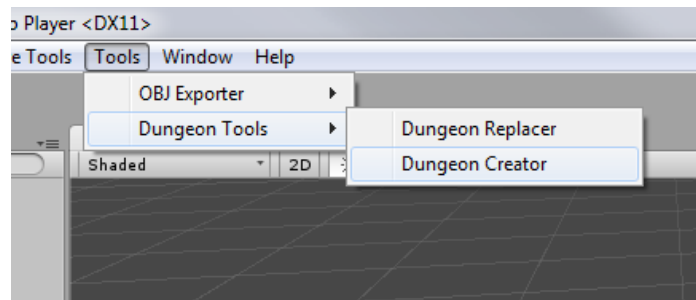 o Player <DX11>
e Tools Tools Window Help
OBJ Exporter
Dungeon Tools
Dungeon Replacer
Shaded 2D
Dungeon Creator